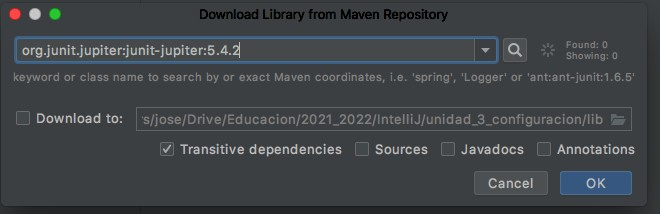 Download Library from Maven Repository
org.junit.jupiter:junit-jupiter:5.4.2
Found: 0
Showing: 0
keyword or class name to search by or exact Maven coordinates, i.e. 'spring', 'Logger' or 'ant:ant-junit:1.6.5'
Download to: 's/jose/Drive/Educacion/2021_2022/IntelliJ/unidad_3_configuracion/lib
Transitive dependencies Sources Javadocs Annotations
Cancel OK